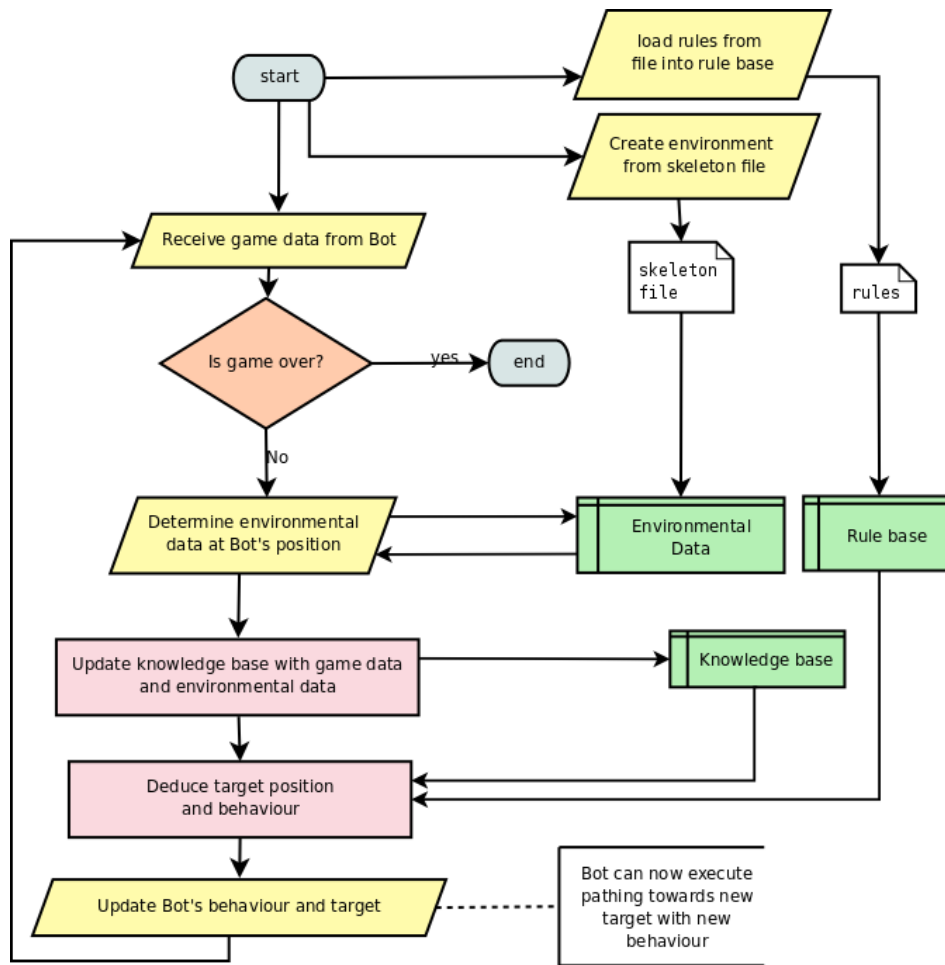 start
load rules from
file into rule base
Create environment
from skeleton file
Receive game data from Bot
skeleton
file
rules
Is game over?
yes
end
No
Determine environmental
data at Bot's position
Environmental
Data
Rule base
Update knowledge base with game data
and environmental data
Knowledge base
Deduce target position
and behaviour
Update Bot's behaviour and target
Bot can now execute
pathing towards new
target with new
behaviour